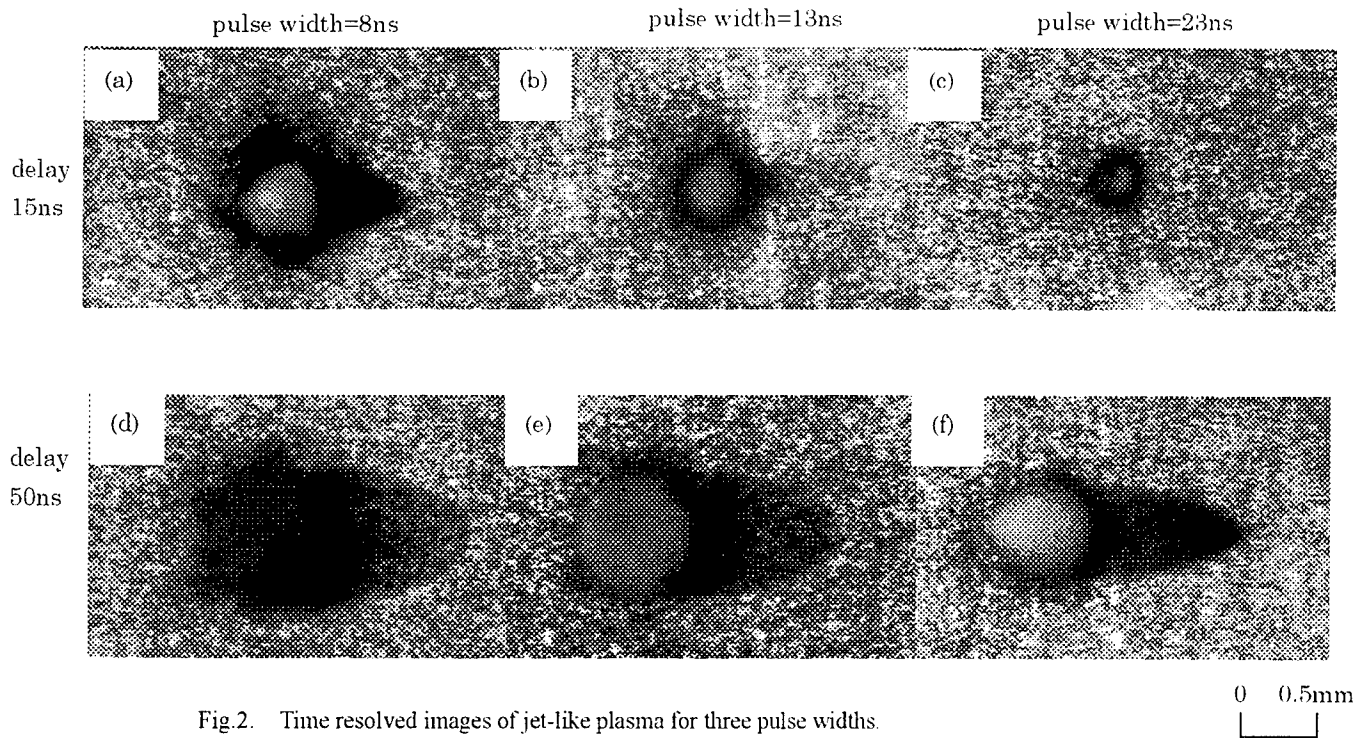 pulse width=8ns
pulse width=13ns
pulse width=23ns
(a)
(b)
(c)
delay
15ns
(d)
(e)
(f)
delay
50ns
0 0.5mm
Fig.2. Time resolved images of jet-like plasma for three pulse widths.